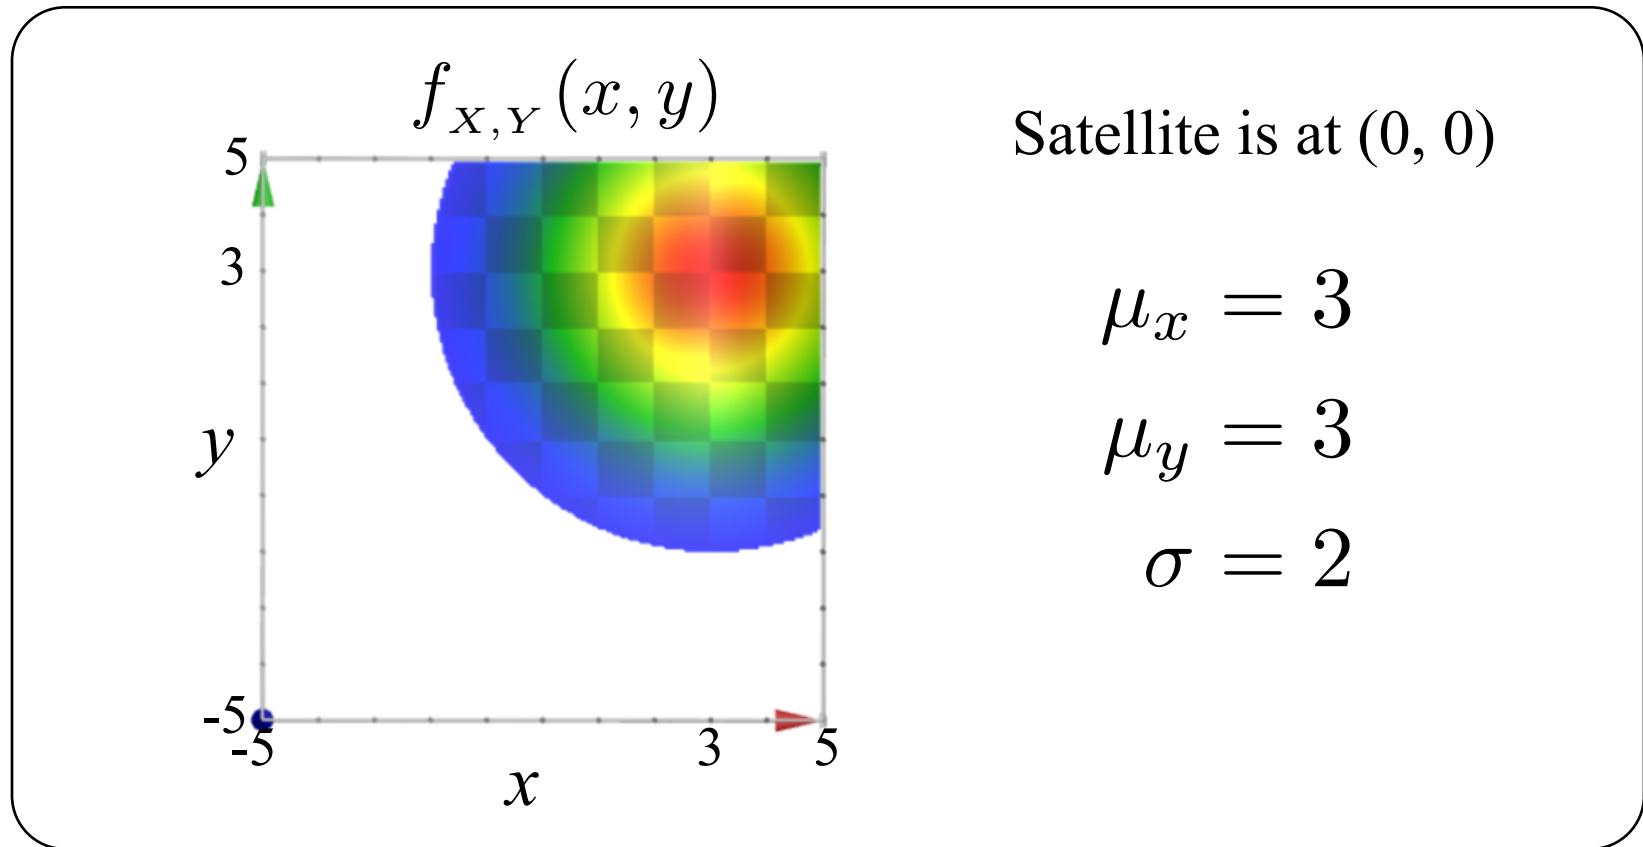 f_{X,Y}(x, y)
5
3
y
-5
-5
3
5
x
Satellite is at (0, 0)
μ_x = 3
μ_y = 3
σ = 2